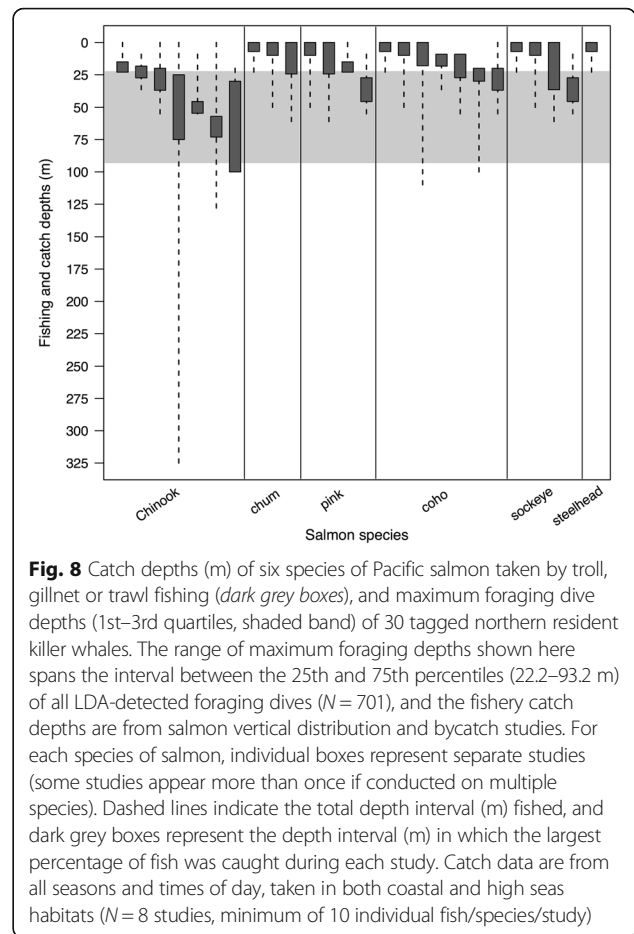 0
25
50
75
100
125
150
175
200
225
250
275
300
325
Fishing and catch depths (m)
Chinook
chum
pink
coho
sockeye
steelhead
Salmon species
Fig. 8 Catch depths (m) of six species of Pacific salmon taken by troll,
gillnet or trawl fishing (dark grey boxes), and maximum foraging dive
depths (1st–3rd quartiles, shaded band) of 30 tagged northern resident
killer whales. The range of maximum foraging depths shown here
spans the interval between the 25th and 75th percentiles (22.2–93.2 m)
of all LDA-detected foraging dives (N = 701), and the fishery catch
depths are from salmon vertical distribution and bycatch studies. For
each species of salmon, individual boxes represent separate studies
(some studies appear more than once if conducted on multiple
species). Dashed lines indicate the total depth interval (m) fished, and
dark grey boxes represent the depth interval (m) in which the largest
percentage of fish was caught during each study. Catch data are from
all seasons and times of day, taken in both coastal and high seas
habitats (N = 8 studies, minimum of 10 individual fish/species/study)